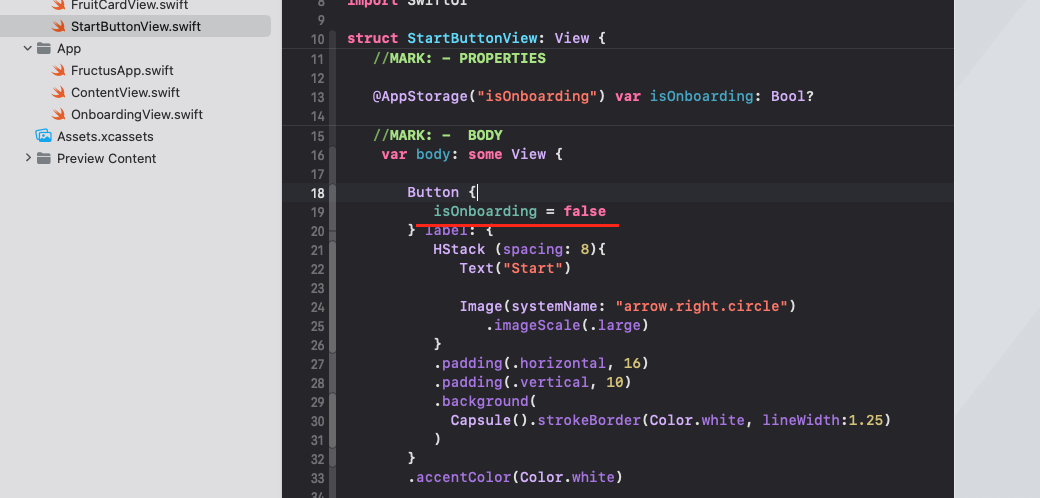 FruitCardView.swift
StartButtonView.swift
App
FructusApp.swift
ContentView.swift
OnboardingView.swift
Assets.xcassets
Preview Content
8 import SwiftUI
9
10 struct StartButtonView: View {
11 //MARK: - PROPERTIES
12
13 @AppStorage("isOnboarding") var isOnboarding: Bool?
14
15 //MARK: - BODY
16 var body: some View {
17
18 Button {
19 isOnboarding = false
20 } label: {
21 HStack (spacing: 8){
22 Text("Start")
23
24 Image(systemName: "arrow.right.circle")
25 .imageScale(.large)
26 }
27 .padding(.horizontal, 16)
28 .padding(.vertical, 10)
29 .background(
30 Capsule().strokeBorder(Color.white, lineWidth:1.25)
31 )
32 }
33 .accentColor(Color.white)
34